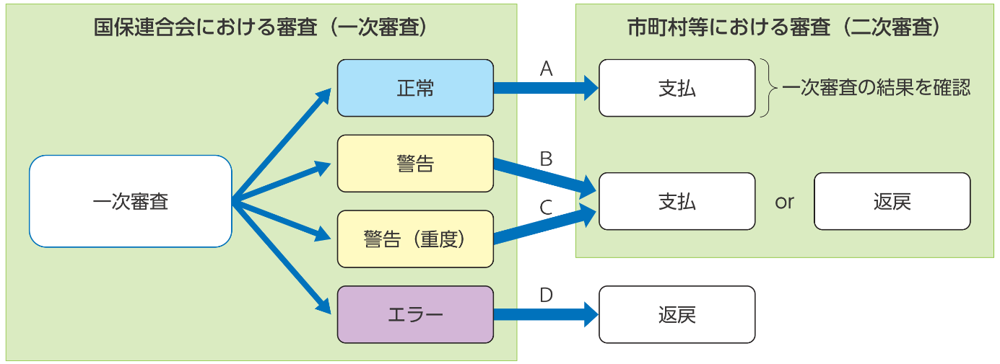 国保連合会における審査（一次審査）
一次審査
正常
警告
警告（重度）
エラー
A
B
C
D
市町村等における審査（二次審査）
支払
一次審査の結果を確認
支払
or
返戻
返戻